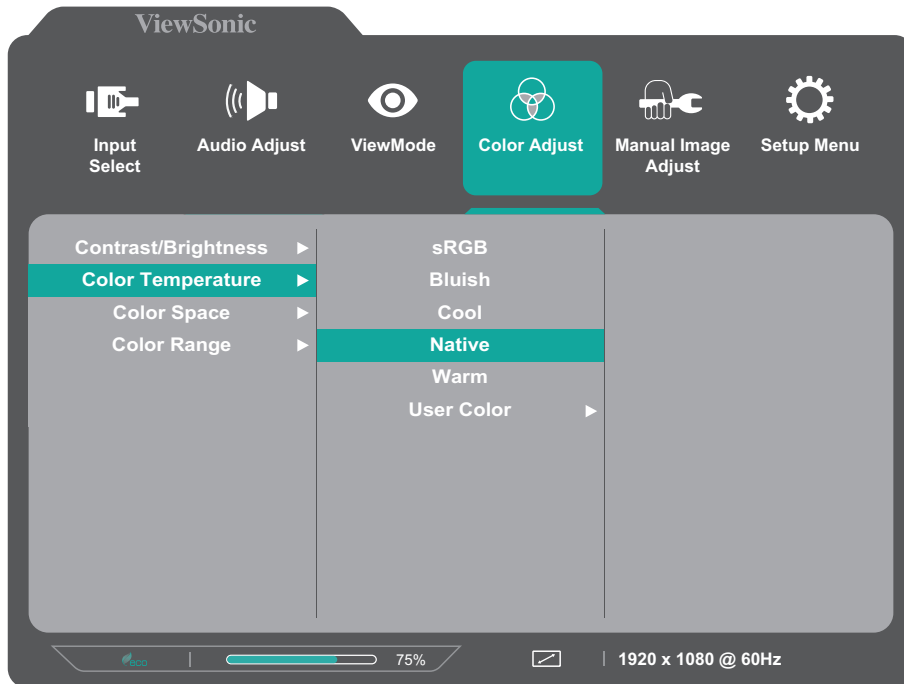 ViewSonic
Input
Select
Audio Adjust
ViewMode
Color Adjust
Manual Image
Adjust
Setup Menu
Contrast/Brightness
Color Temperature
Color Space
Color Range
sRGB
Bluish
Cool
Native
Warm
User Color
eco
75%
1920 x 1080 @ 60Hz